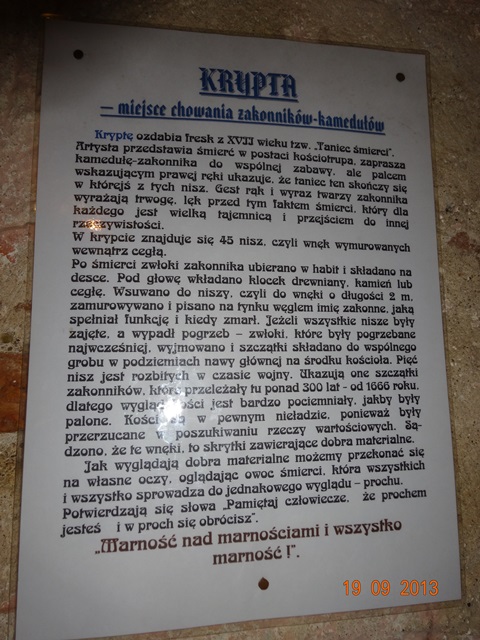 KRYPTA
– miejsce chowania zakonników-kamedułów
Kryptę ozdabia fresk z XVII wieku tzw. „Taniec śmierci".
Artysta przedstawia śmierć w postaci kościotrupa, zaprasza
kamedułę-zakonnika do wspólnej zabawy, ale palcem
wskazującym prawej ręki ukazuje, że taniec ten skończy się
w którejś z tych nisz. Gest rąk i wyraz twarzy zakonnika
wyrażają trwogę, lęk przed tym faktem śmierci, który dla
każdego jest wielką tajemnicą i przejściem do innej
rzeczywistości.
W krypcie znajduje się 45 nisz, czyli wnęk wymurowanych
wewnątrz cegłą.
Po śmierci zwłoki zakonnika ubierano w habit i składano na
desce. Pod głowę wkładano klocek drewniany, kamień lub
cegłę. Wsuwano do niszy, czyli do wnęki o długości 2 m,
zamurowywano i pisano na tynku węglem imię zakonne, jaką
spełniał funkcję i kiedy zmarł. Jeżeli wszystkie nisze były
zajęte, a wypadł pogrzeb – zwłoki, które były pogrzebane
najwcześniej, wyjmowano i szczątki składano do wspólnego
grobu w podziemiach nawy głównej na środku kościoła. Pięć
nisz jest rozbitych w czasie wojny. Ukazują one szczątki
zakonników, które przeleżały tu ponad 300 lat - od 1666 roku,
dlatego wygląd kości jest bardzo pociemniały, jakby były
palone. Kości są w pewnym nieładzie, ponieważ były
przerzucane w poszukiwaniu rzeczy wartościowych. Są-
dzono, że te wnęki, to skrytki zawierające dobra materialne.
Jak wyglądają dobra materialne możemy przekonać się
na własne oczy, oglądając owoc śmierci, która wszystkich
i wszystko sprowadza do jednakowego wyglądu – prochu.
Potwierdzają się słowa „Pamiętaj człowiecze, że prochem
jesteś i w proch się obrócisz".
„Marność nad marnościami i wszystko
marność !".
19 09 2013